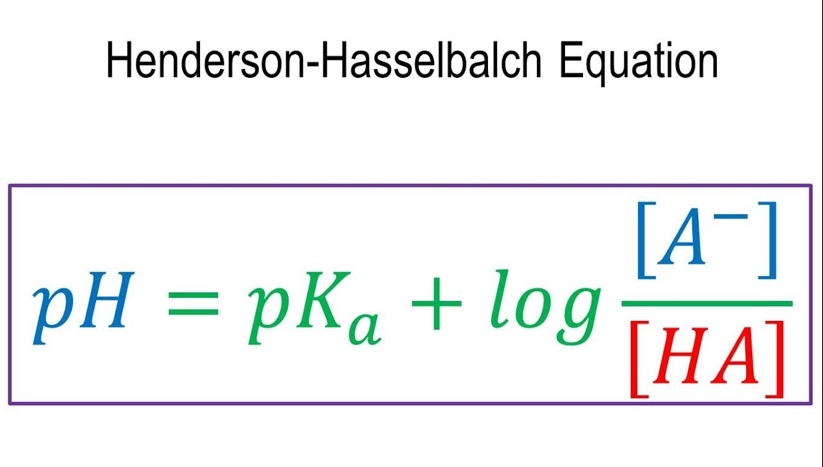 Henderson-Hasselbalch Equation
pH = pKₐ + log [A⁻] / [HA]